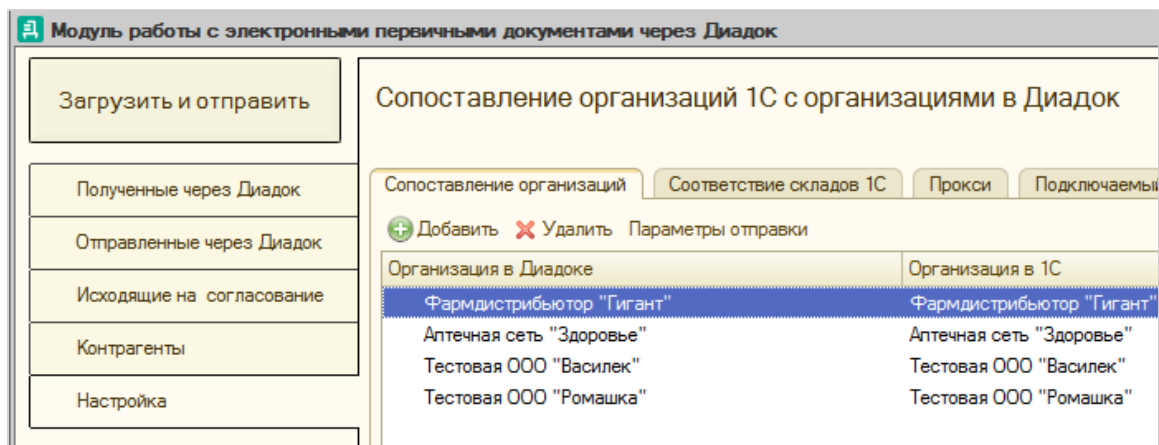 Модуль работы с электронными первичными документами через Диадок
Загрузить и отправить
Сопоставление организаций 1С с организациями в Диадок
Полученные через Диадок
Отправленные через Диадок
Исходящие на согласование
Контрагенты
Настройка
Сопоставление организаций Соответствие складов 1С Прокси Подключаемый
Добавить Удалить Параметры отправки
Организация в Диадоке Организация в 1С
Фармдистрибьютор "Гигант" Фармдистрибьютор "Гигант"
Аптечная сеть "Здоровье" Аптечная сеть "Здоровье"
Тестовая ООО "Василек" Тестовая ООО "Василек"
Тестовая ООО "Ромашка" Тестовая ООО "Ромашка"